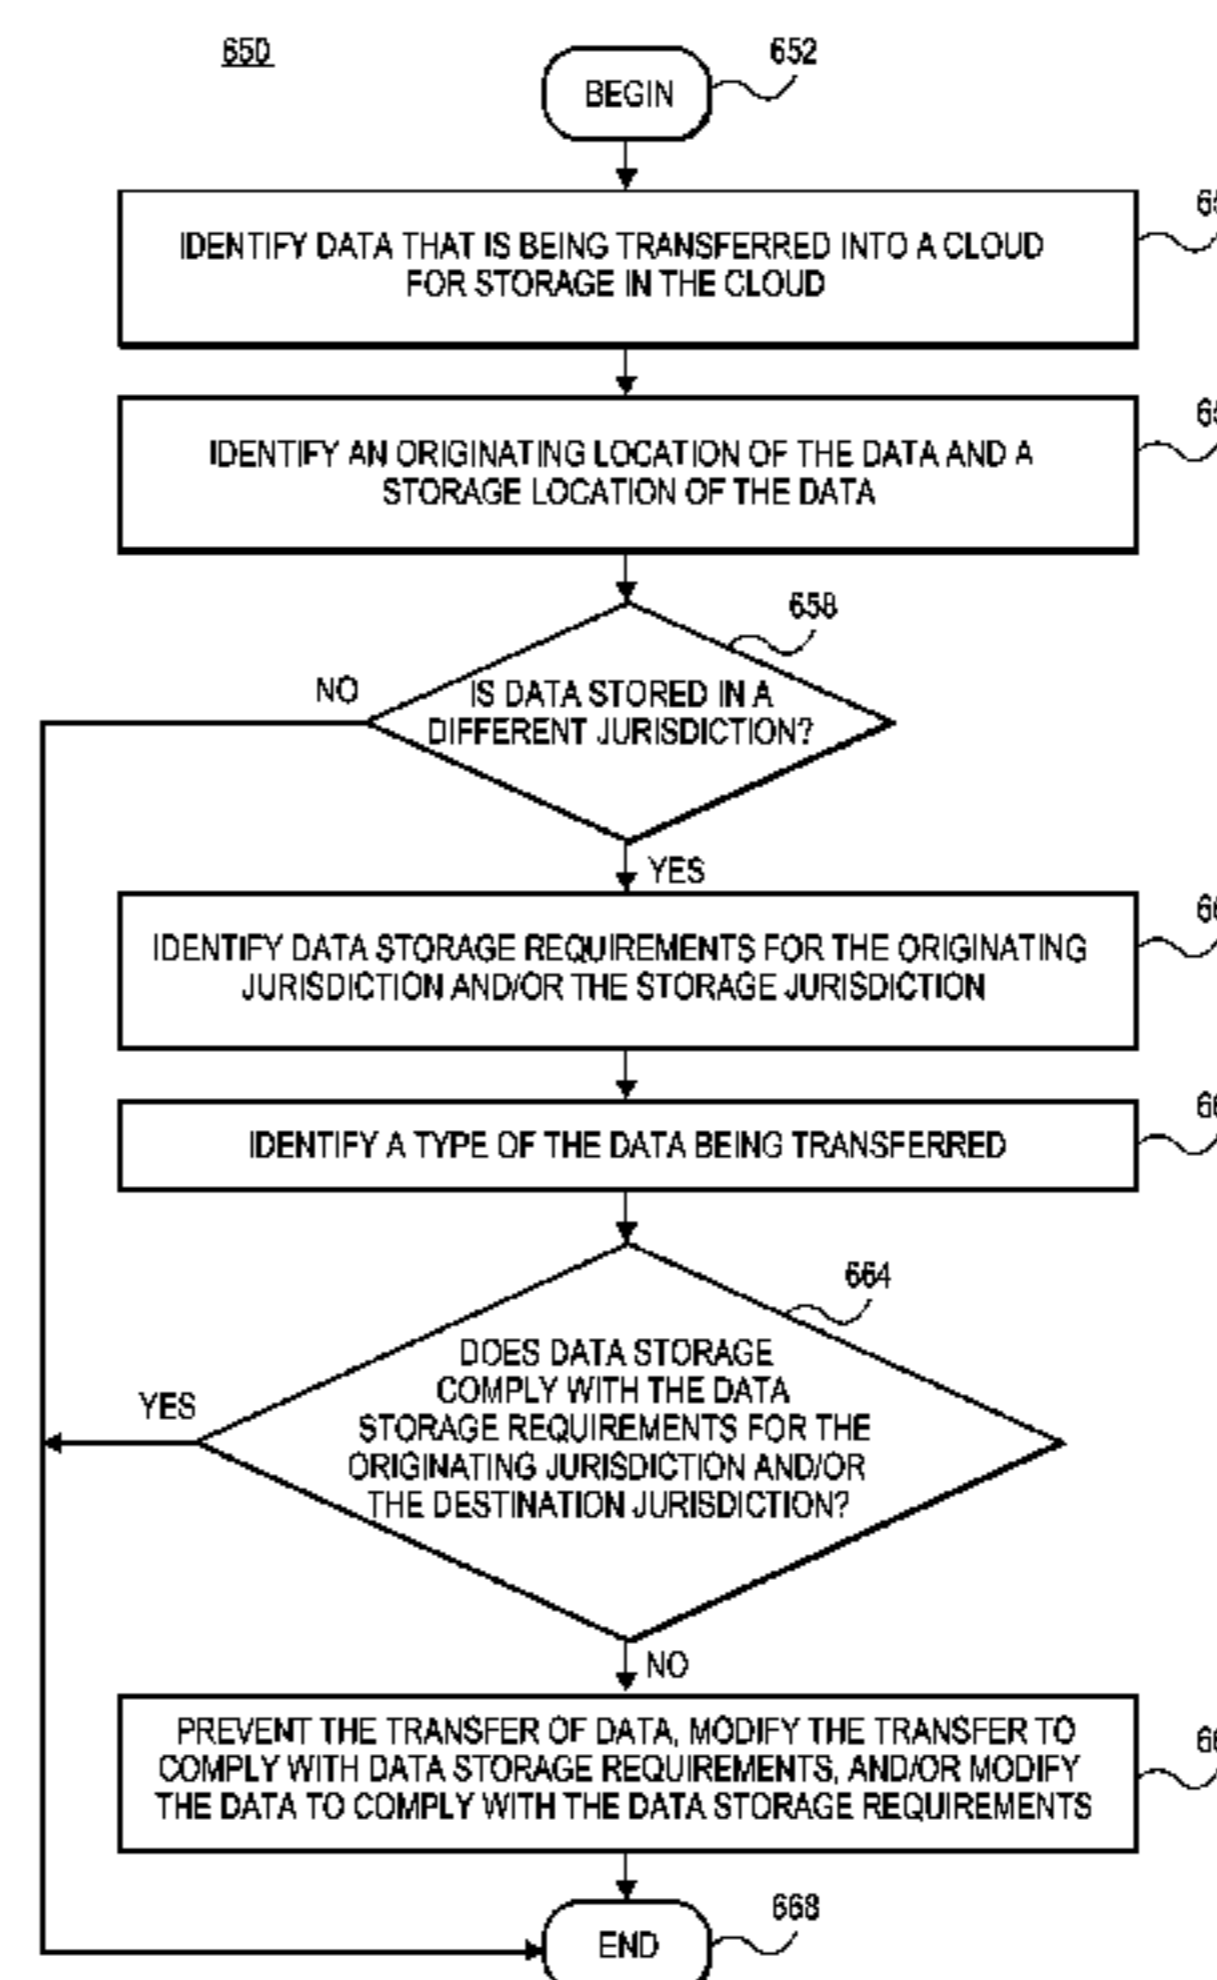 650
652
BEGIN
IDENTIFY DATA THAT IS BEING TRANSFERRED INTO A CLOUD
FOR STORAGE IN THE CLOUD
IDENTIFY AN ORIGINATING LOCATION OF THE DATA AND A
STORAGE LOCATION OF THE DATA
658
NO
IS DATA STORED IN A
DIFFERENT JURISDICTION?
YES
IDENTIFY DATA STORAGE REQUIREMENTS FOR THE ORIGINATING
JURISDICTION AND/OR THE STORAGE JURISDICTION
IDENTIFY A TYPE OF THE DATA BEING TRANSFERRED
664
DOES DATA STORAGE
COMPLY WITH THE DATA
STORAGE REQUIREMENTS FOR THE
ORIGINATING JURISDICTION AND/OR
THE DESTINATION JURISDICTION?
YES
NO
PREVENT THE TRANSFER OF DATA, MODIFY THE TRANSFER TO
COMPLY WITH DATA STORAGE REQUIREMENTS, AND/OR MODIFY
THE DATA TO COMPLY WITH THE DATA STORAGE REQUIREMENTS
668
END